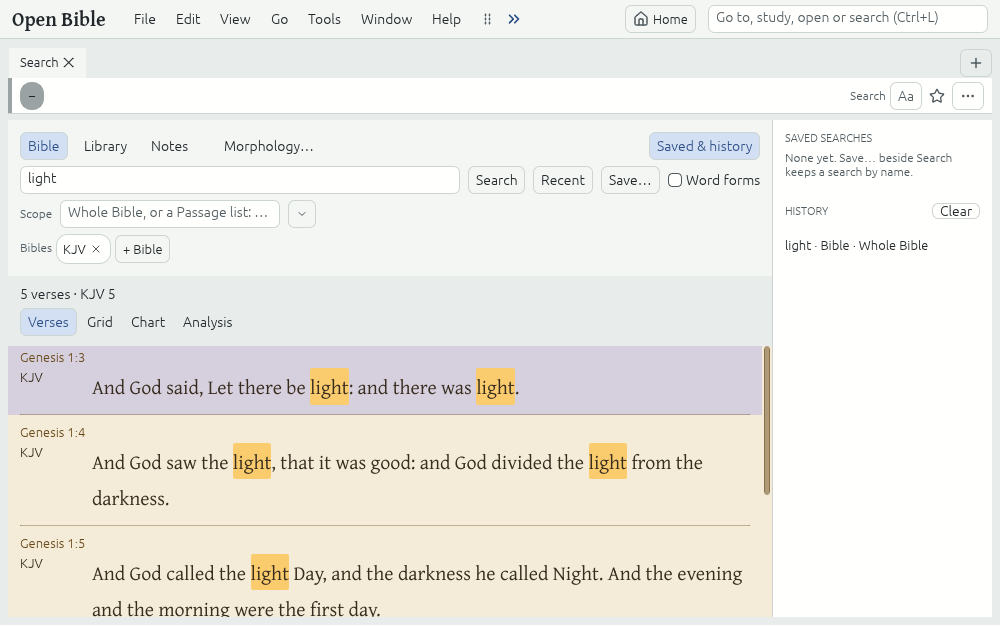 Open Bible File Edit View Go Tools Window Help Home Go to, study, open or search (Ctrl+L)
Search
–
Search Aa
Bible Library Notes Morphology... Saved & history
light Search Recent Save... Word forms
Scope Whole Bible, or a Passage list: ...
Bibles KJV + Bible
5 verses · KJV 5
Verses Grid Chart Analysis
Genesis 1:3
KJV
And God said, Let there be light: and there was light.
Genesis 1:4
KJV
And God saw the light, that it was good: and God divided the light from the
darkness.
Genesis 1:5
KJV
And God called the light Day, and the darkness he called Night. And the evening
and the morning were the first day.
SAVED SEARCHES
None yet. Save... beside Search
keeps a search by name.
HISTORY Clear
light · Bible · Whole Bible